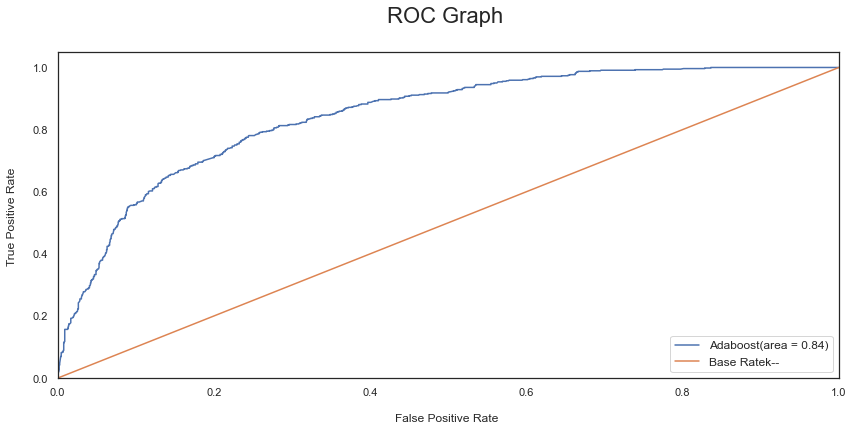 ROC Graph
1.0
0.8
0.6
0.4
0.2
0.0
True Positive Rate
Adaboost(area = 0.84)
Base Ratek--
0.0 0.2 0.4 0.6 0.8 1.0
False Positive Rate